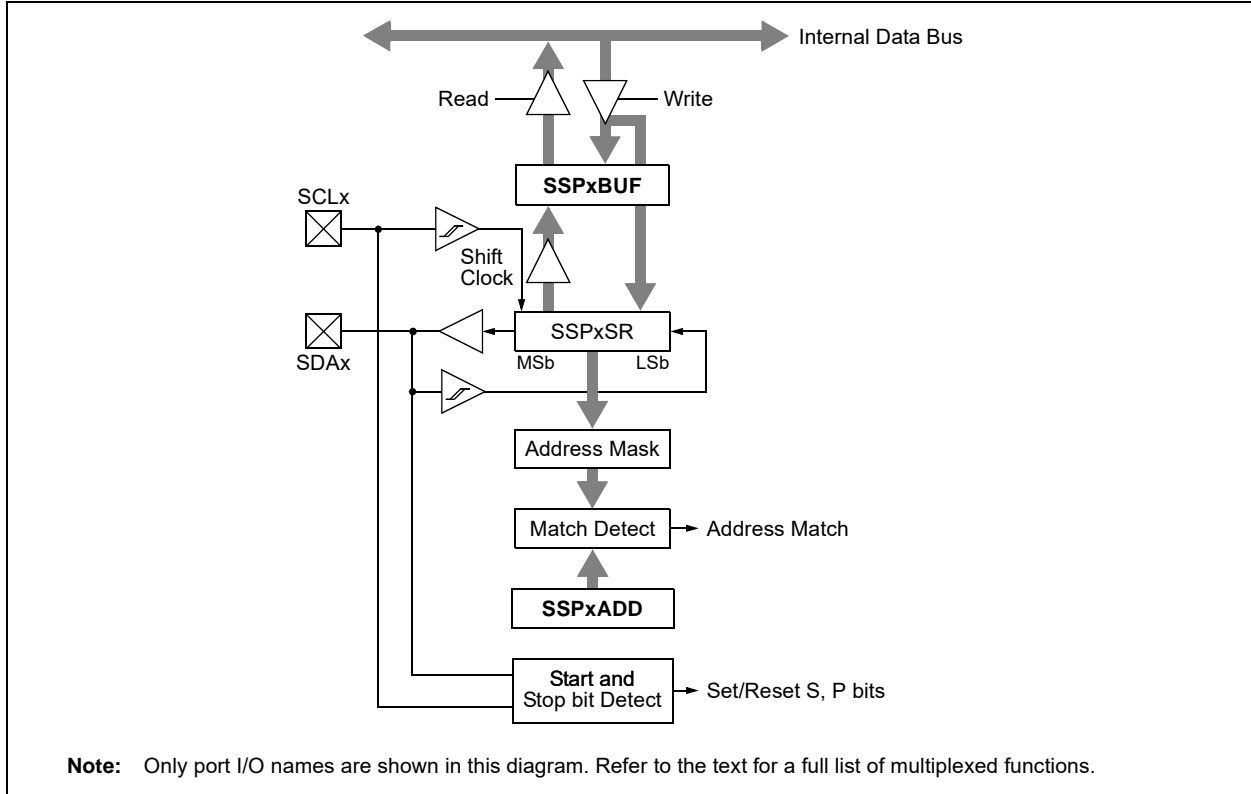 Internal Data Bus
Read
Write
SSPxBUF
SCLx
Shift
Clock
SSPxSR
SDAx
MSb
LSb
Address Mask
Match Detect
Address Match
SSPxADD
Start and
Stop bit Detect
Set/Reset S, P bits
Note: Only port I/O names are shown in this diagram. Refer to the text for a full list of multiplexed functions.